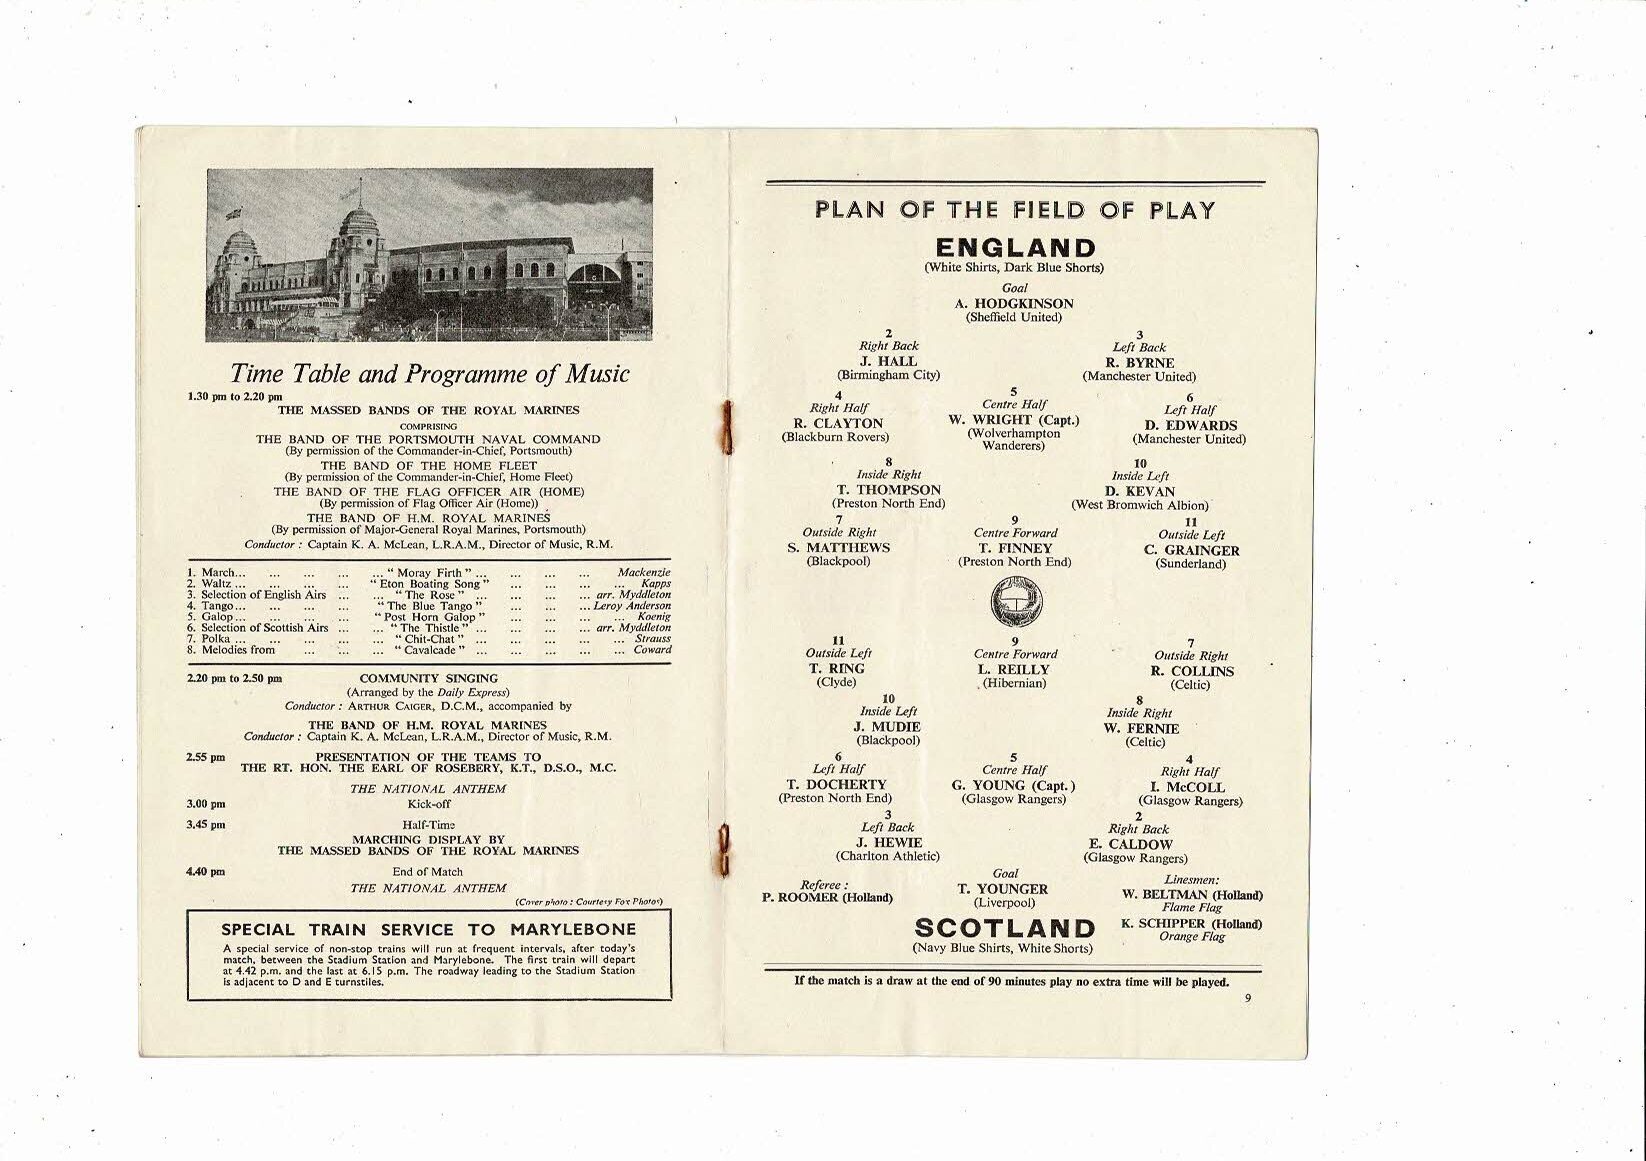 Time Table and Programme of Music
1.30 pm to 2.20 pm
THE MASSED BANDS OF THE ROYAL MARINES
COMPRISING
THE BAND OF THE PORTSMOUTH NAVAL COMMAND
(By permission of the Commander-in-Chief, Portsmouth)
THE BAND OF THE HOME FLEET
(By permission of the Commander-in-Chief, Home Fleet)
THE BAND OF THE FLAG OFFICER AIR (HOME)
(By permission of Flag Officer Air (Home))
THE BAND OF H.M. ROYAL MARINES
(By permission of Major-General Royal Marines, Portsmouth)
Conductor : Captain K. A. McLean, L.R.A.M., Director of Music, R.M.
1. March... ... ... ... ... " Moray Firth " ... ... ... ... Mackenzie
2. Waltz ... ... ... ... " Eton Boating Song " ... ... ... ... Kapps
3. Selection of English Airs ... ... " The Rose " ... ... ... ... arr. Myddleton
4. Tango... ... ... ... " The Blue Tango " ... ... ... Leroy Anderson
5. Galop ... ... ... ... " Post Horn Galop " ... ... ... ... Koenig
6. Selection of Scottish Airs ... ... " The Thistle " ... ... ... ... arr. Myddleton
7. Polka ... ... ... ... ... " Chit-Chat " ... ... ... ... ... Strauss
8. Melodies from ... ... ... " Cavalcade " ... ... ... ... Coward
2.20 pm to 2.50 pm COMMUNITY SINGING
(Arranged by the Daily Express)
Conductor : ARTHUR CAIGER, D.C.M., accompanied by
THE BAND OF H.M. ROYAL MARINES
Conductor : Captain K. A. McLean, L.R.A.M., Director of Music, R.M.
2.55 pm PRESENTATION OF THE TEAMS TO
THE RT. HON. THE EARL OF ROSEBERY, K.T., D.S.O., M.C.
THE NATIONAL ANTHEM
3.00 pm Kick-off
3.45 pm Half-Time
MARCHING DISPLAY BY
THE MASSED BANDS OF THE ROYAL MARINES
4.40 pm End of Match
THE NATIONAL ANTHEM
(Cover photo : Courtesy Fox Photos)
SPECIAL TRAIN SERVICE TO MARYLEBONE
A special service of non-stop trains will run at frequent intervals, after today's
match, between the Stadium Station and Marylebone. The first train will depart
at 4.42 p.m. and the last at 6.15 p.m. The roadway leading to the Stadium Station
is adjacent to D and E turnstiles.
PLAN OF THE FIELD OF PLAY
ENGLAND
(White Shirts, Dark Blue Shorts)
Goal
A. HODGKINSON
(Sheffield United)
2 3
Right Back Left Back
J. HALL R. BYRNE
(Birmingham City) (Manchester United)
4 5 6
Right Half Centre Half Left Half
R. CLAYTON W. WRIGHT (Capt.) D. EDWARDS
(Blackburn Rovers) (Wolverhampton (Manchester United)
Wanderers)
8 10
Inside Right Inside Left
T. THOMPSON D. KEVAN
(Preston North End) (West Bromwich Albion)
7 9 11
Outside Right Centre Forward Outside Left
S. MATTHEWS T. FINNEY C. GRAINGER
(Blackpool) (Preston North End) (Sunderland)
11 9 7
Outside Left Centre Forward Outside Right
T. RING L. REILLY R. COLLINS
(Clyde) (Hibernian) (Celtic)
10 8
Inside Left Inside Right
J. MUDIE W. FERNIE
(Blackpool) (Celtic)
6 5 4
Left Half Centre Half Right Half
T. DOCHERTY G. YOUNG (Capt.) I. McCOLL
(Preston North End) (Glasgow Rangers) (Glasgow Rangers)
3 2
Left Back Right Back
J. HEWIE E. CALDOW
(Charlton Athletic) (Glasgow Rangers)
Goal
T. YOUNGER
(Liverpool)
Referee :
P. ROOMER (Holland)
Linesmen:
W. BELTMAN (Holland)
Flame Flag
K. SCHIPPER (Holland)
Orange Flag
SCOTLAND
(Navy Blue Shirts, White Shorts)
If the match is a draw at the end of 90 minutes play no extra time will be played.
9